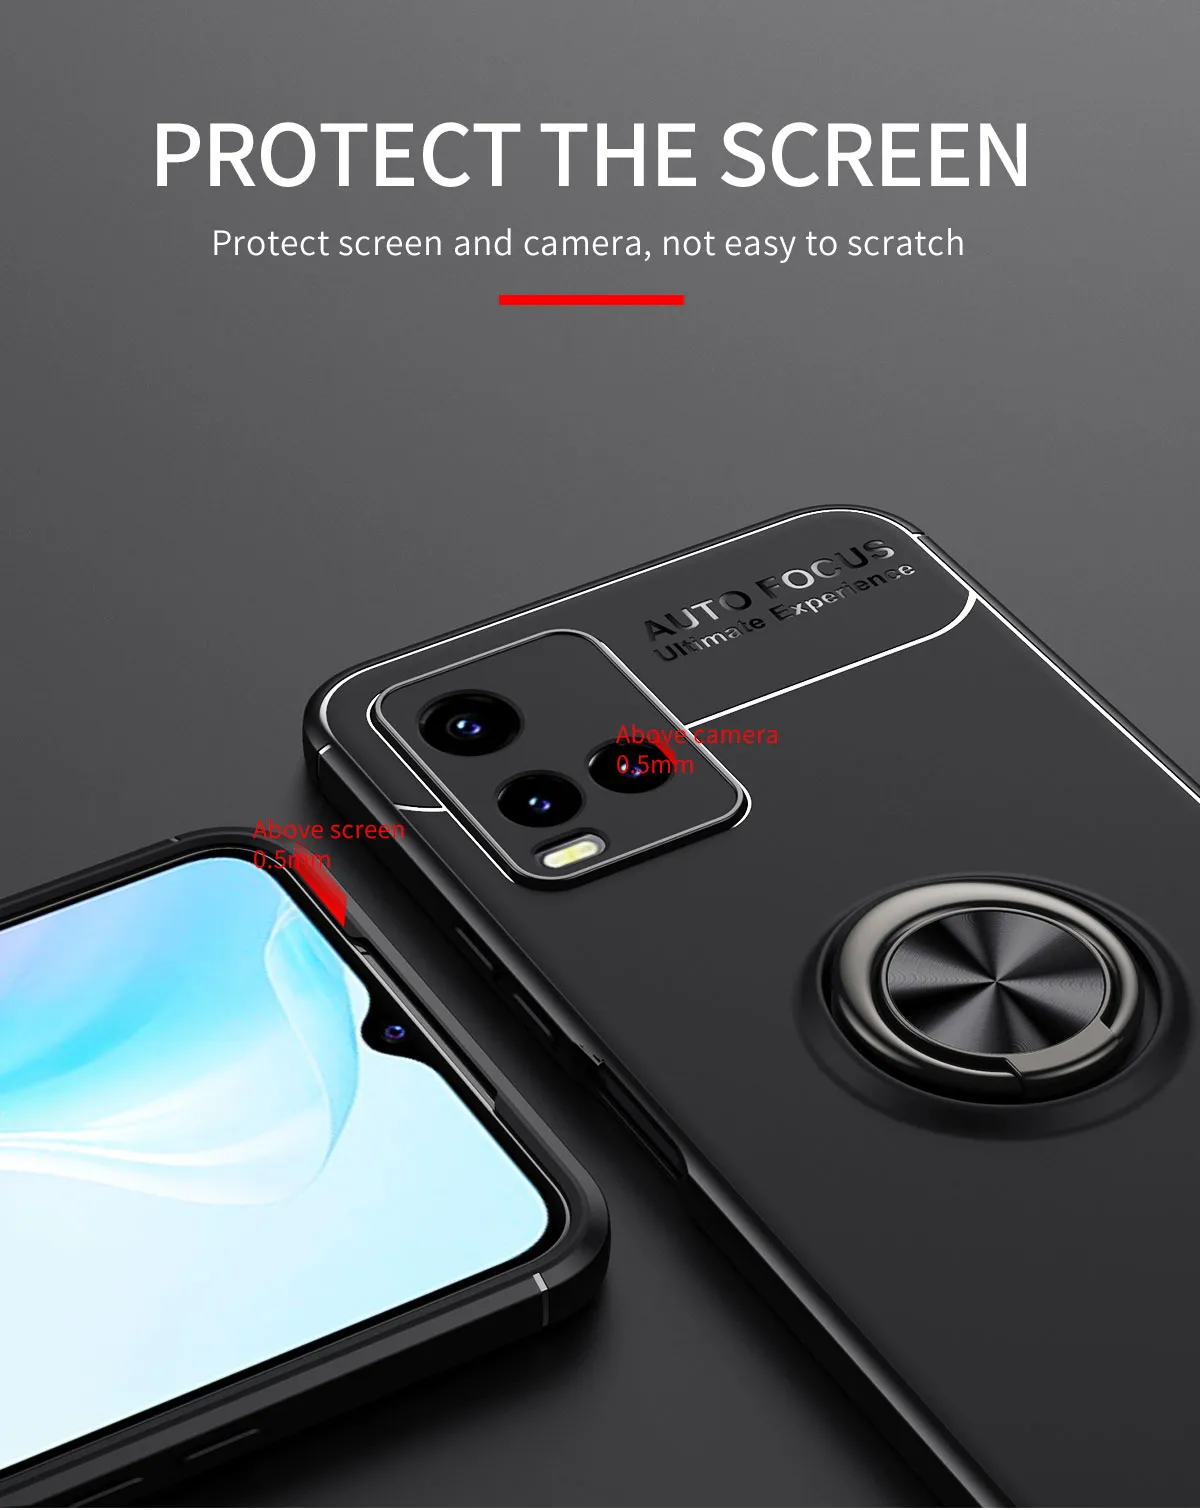 PROTECT THE SCREEN
Protect screen and camera, not easy to scratch
AUTO FOCUS
Ultimate Experience
Above camera
0.5mm
Above screen
0.5mm